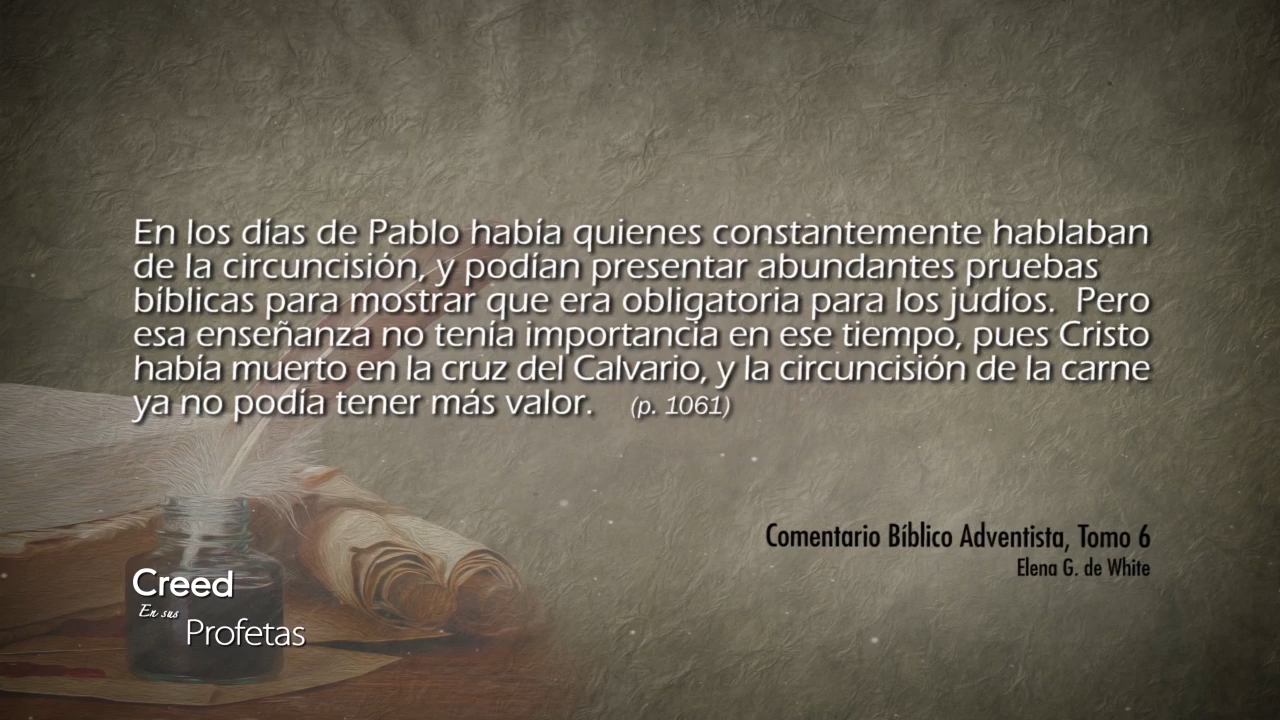 En los días de Pablo había quienes constantemente hablaban
de la circuncisión, y podían presentar abundantes pruebas
bíblicas para mostrar que era obligatoria para los judíos. Pero
esa enseñanza no tenía importancia en ese tiempo, pues Cristo
había muerto en la cruz del Calvario, y la circuncisión de la carne
ya no podía tener más valor. (p. 1061)
Comentario Bíblico Adventista, Tomo 6
Elena G. de White
Creed
En sus
Profetas